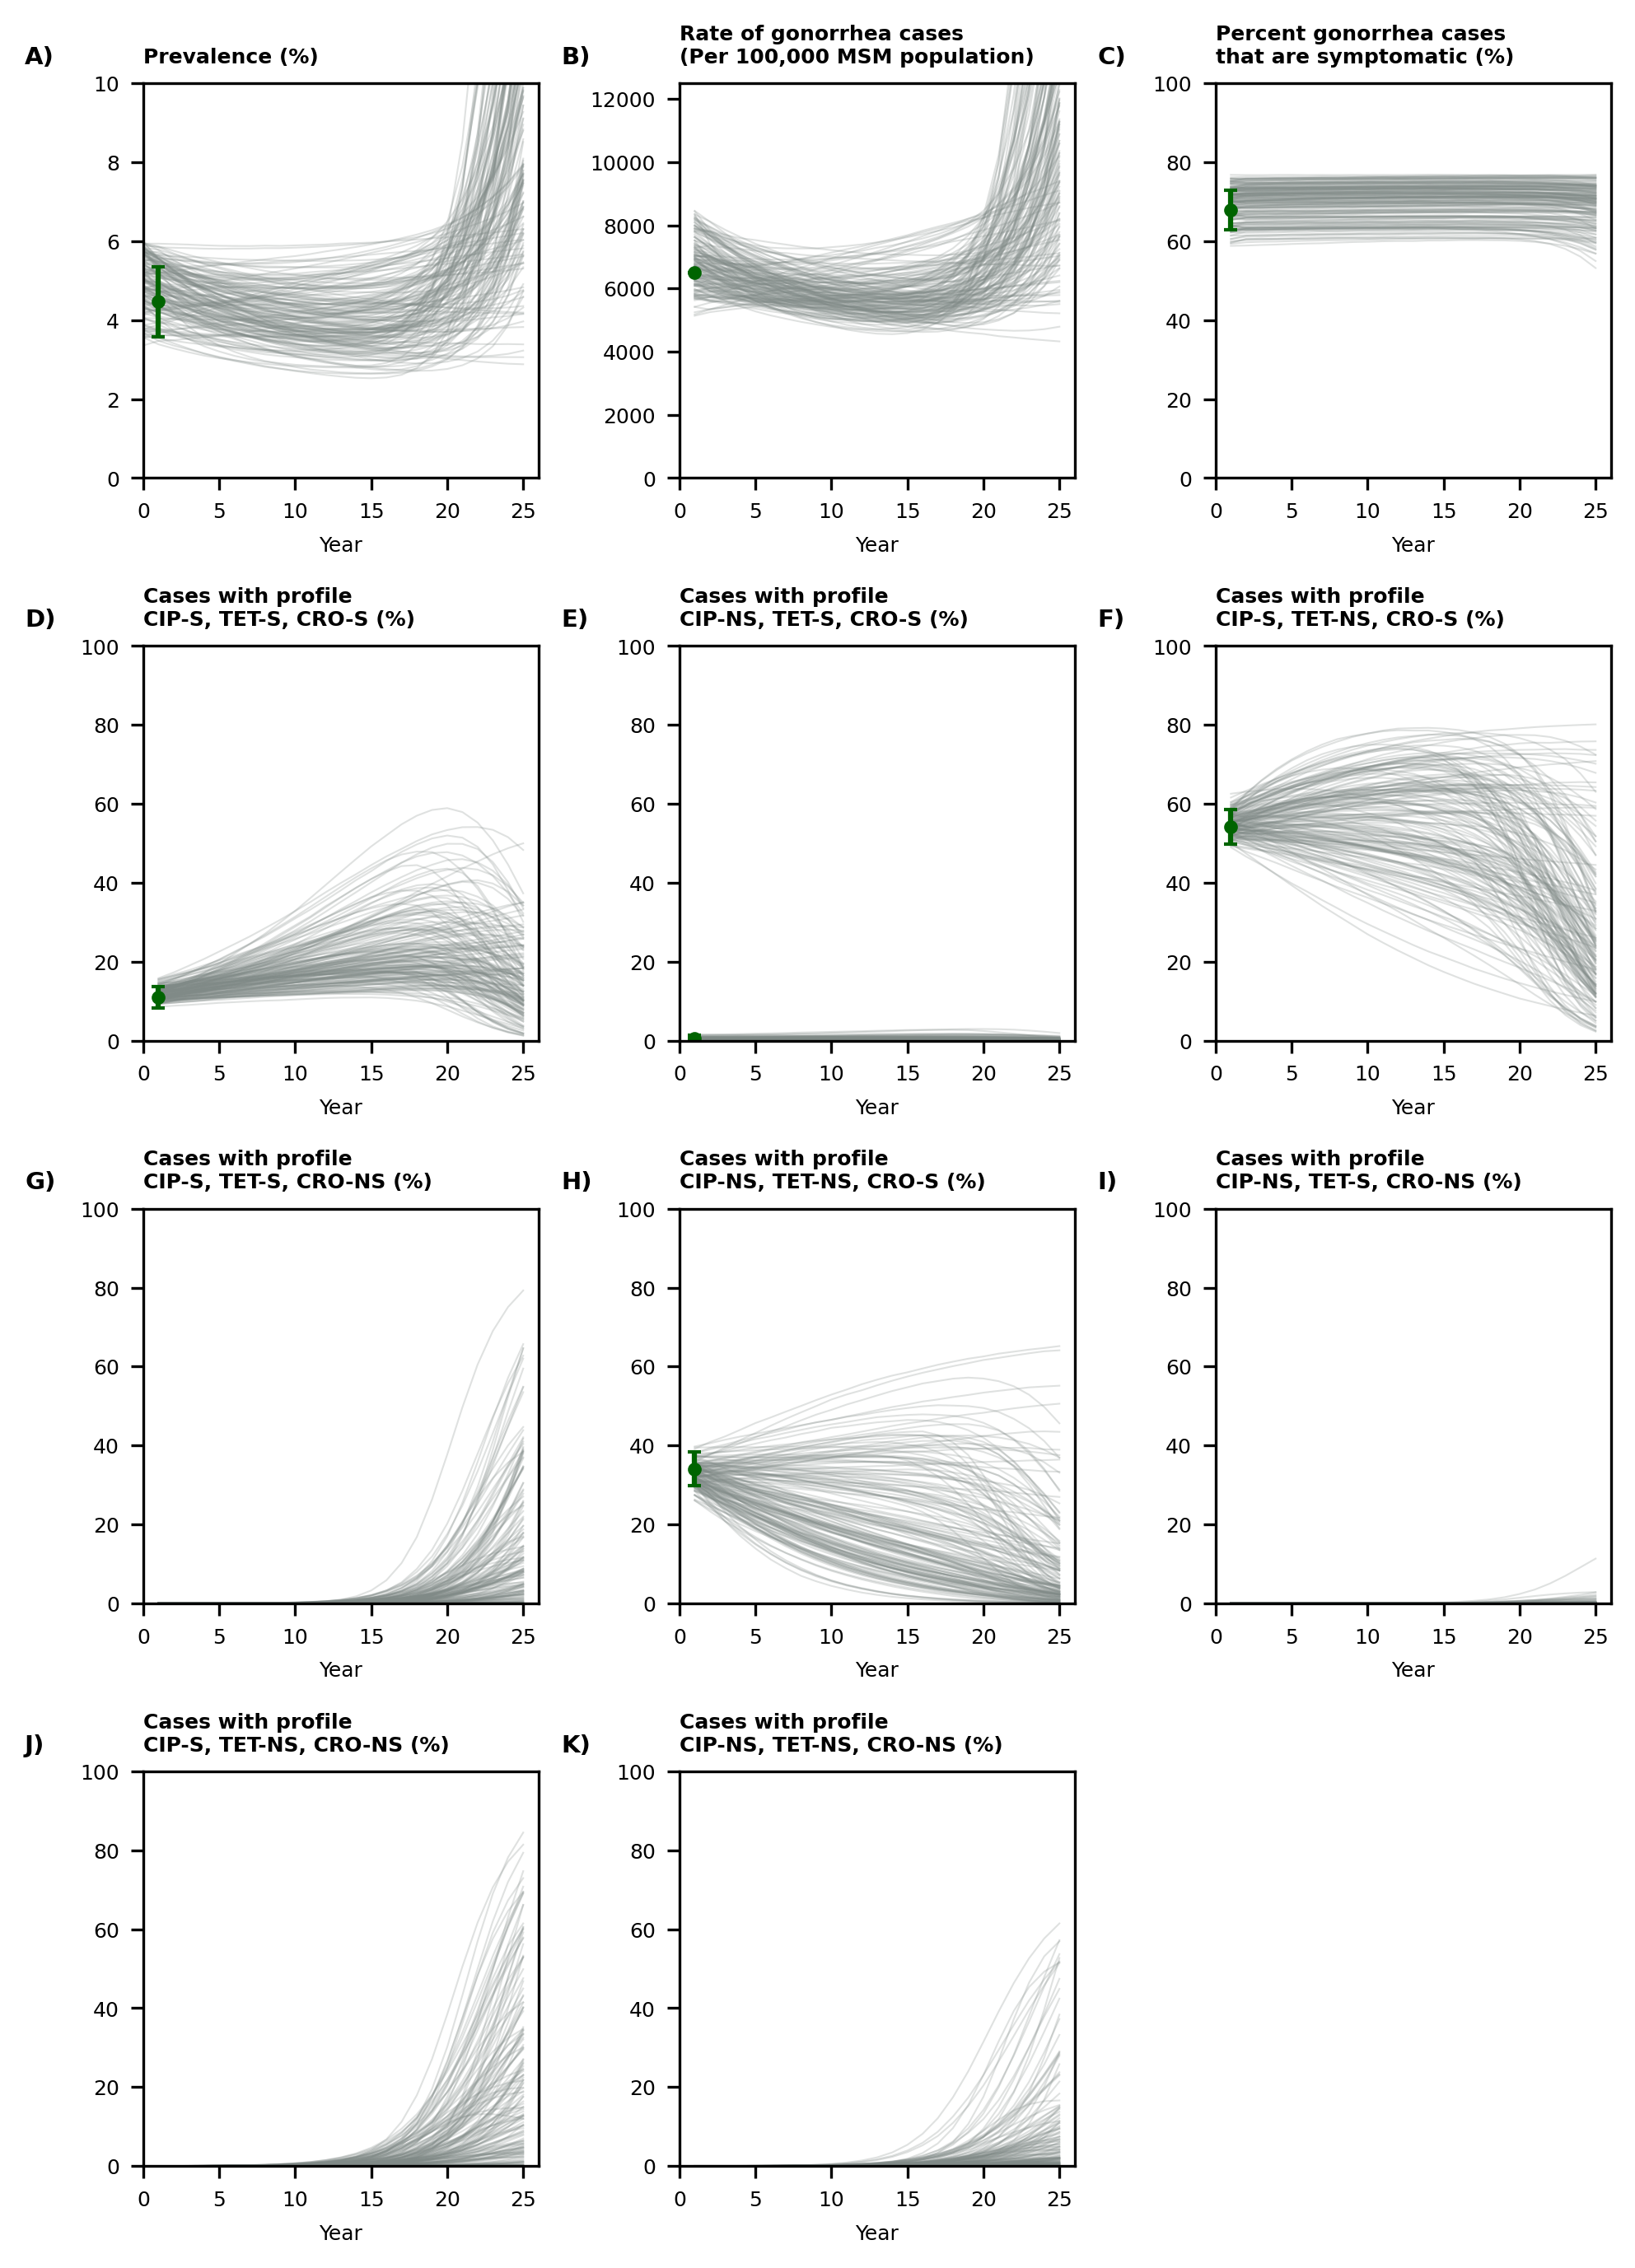 A)
Prevalence (%)
10
8
6
4
2
0
0 5 10 15 20 25
Year
B)
Rate of gonorrhea cases
(Per 100,000 MSM population)
12000
10000
8000
6000
4000
2000
0
0 5 10 15 20 25
Year
C)
Percent gonorrhea cases
that are symptomatic (%)
100
80
60
40
20
0
0 5 10 15 20 25
Year
D)
Cases with profile
CIP-S, TET-S, CRO-S (%)
100
80
60
40
20
0
0 5 10 15 20 25
Year
E)
Cases with profile
CIP-NS, TET-S, CRO-S (%)
100
80
60
40
20
0
0 5 10 15 20 25
Year
F)
Cases with profile
CIP-S, TET-NS, CRO-S (%)
100
80
60
40
20
0
0 5 10 15 20 25
Year
G)
Cases with profile
CIP-S, TET-S, CRO-NS (%)
100
80
60
40
20
0
0 5 10 15 20 25
Year
H)
Cases with profile
CIP-NS, TET-NS, CRO-S (%)
100
80
60
40
20
0
0 5 10 15 20 25
Year
I)
Cases with profile
CIP-NS, TET-S, CRO-NS (%)
100
80
60
40
20
0
0 5 10 15 20 25
Year
J)
Cases with profile
CIP-S, TET-NS, CRO-NS (%)
100
80
60
40
20
0
0 5 10 15 20 25
Year
K)
Cases with profile
CIP-NS, TET-NS, CRO-NS (%)
100
80
60
40
20
0
0 5 10 15 20 25
Year